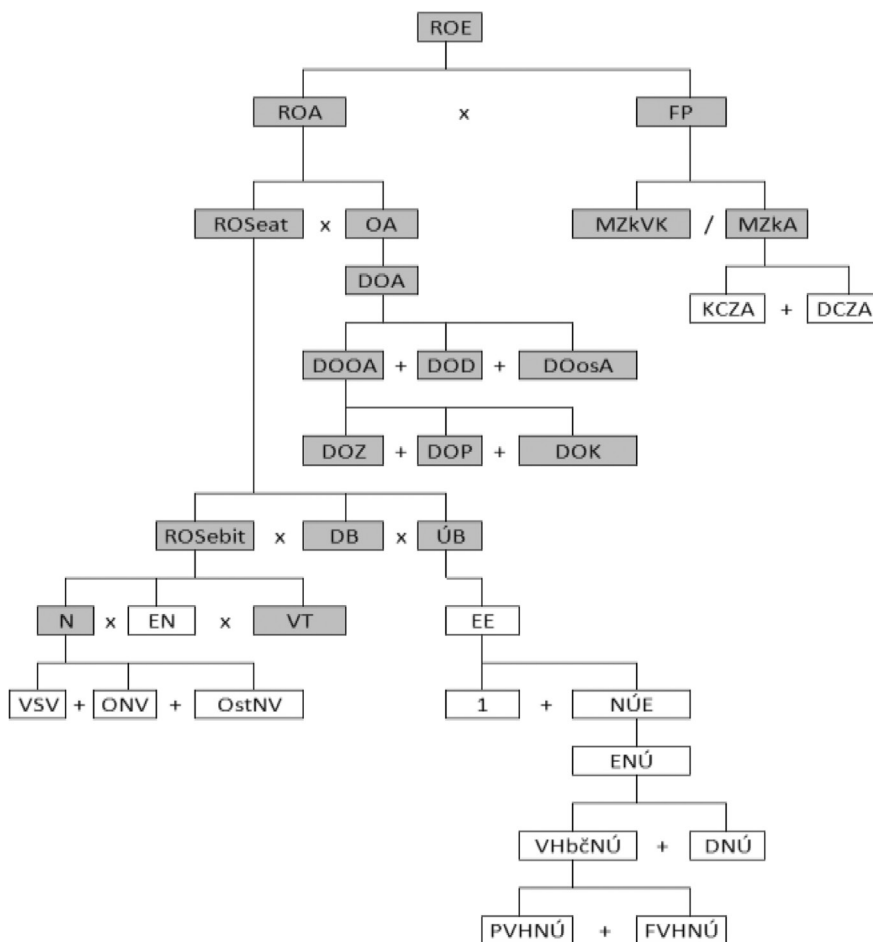 ROE
ROA x FP
ROSeat x OA MZkVK / MZkA
DOA KCZA + DCZA
DOOA + DOD + DOosA
DOZ + DOP + DOK
ROSebit x DB x ÚB
N x EN x VT EE
VSV + ONV + OstNV 1 + NÚE
ENÚ
VHbčNÚ + DNÚ
PVHNÚ + FVHNÚ